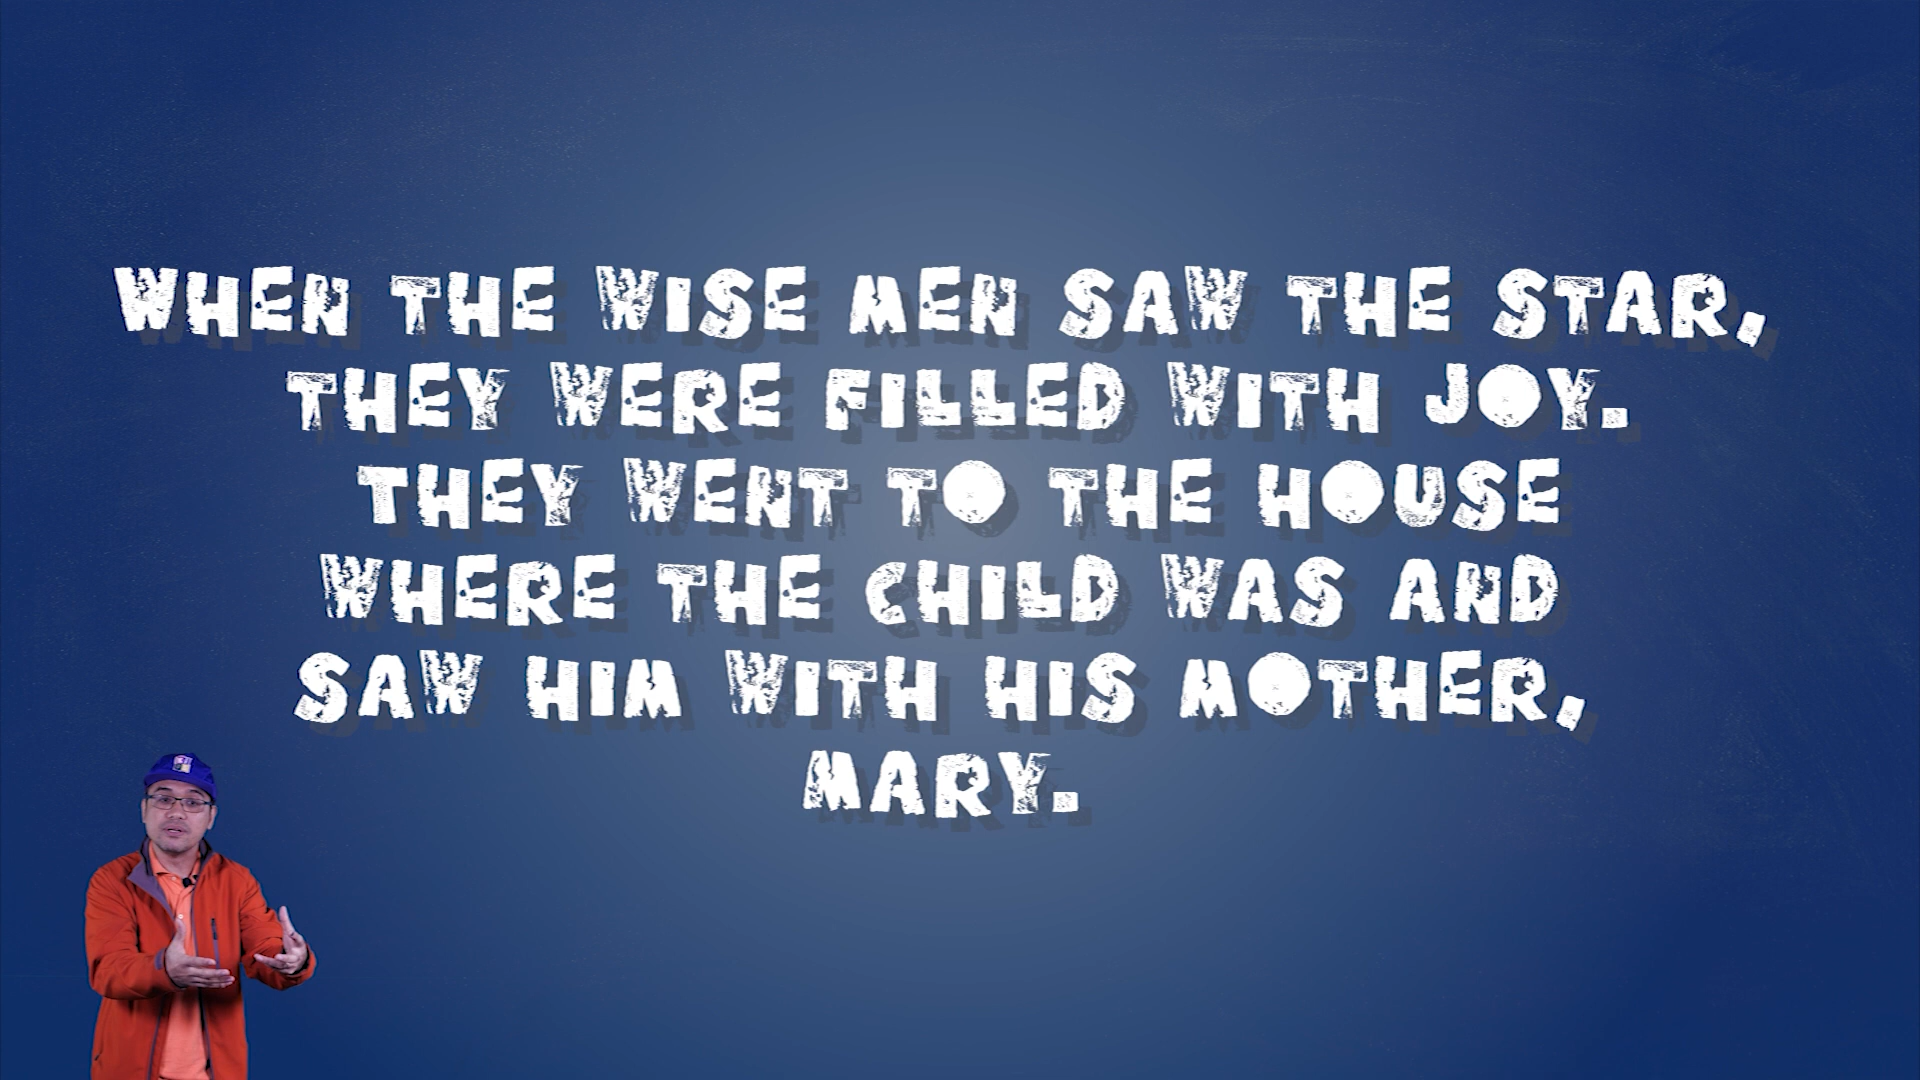 WHEN THE WISE MEN SAW THE STAR,
THEY WERE FILLED WITH JOY.
THEY WENT TO THE HOUSE
WHERE THE CHILD WAS AND
SAW HIM WITH HIS MOTHER,
MARY.